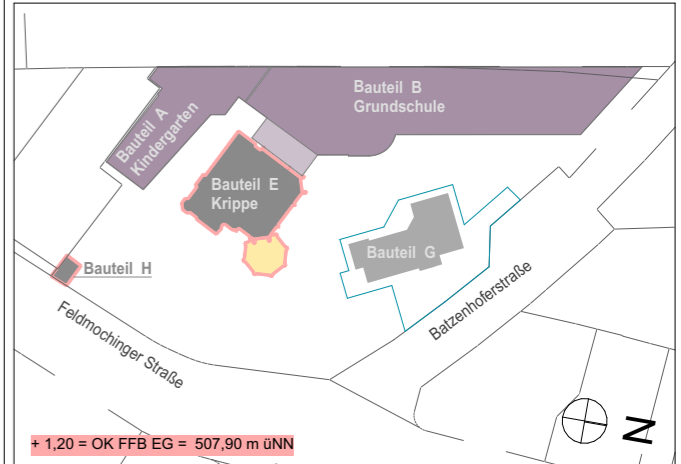 Bauteil B
Grundschule
Bauteil A
Kindergarten
Bauteil E
Krippe
Bauteil G
Bauteil H
Batzenhoferstraße
Feldmochinger Straße
N
+ 1,20 = OK FFB EG = 507,90 m üNN